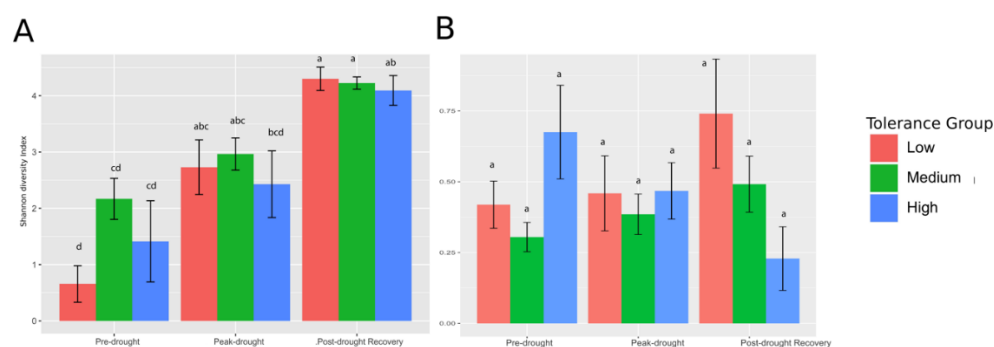 A
B
Shannon diversity Index
4
3
2
1
0
d
cd
cd
abc
abc
bcd
a
a
ab
Pre-drought
Peak-drought
.Post-drought Recovery
0.75
0.50
0.25
0.00
a
a
a
a
a
a
a
a
a
Pre-drought
Peak-drought
Post-drought Recovery
Tolerance Group
Low
Medium
High